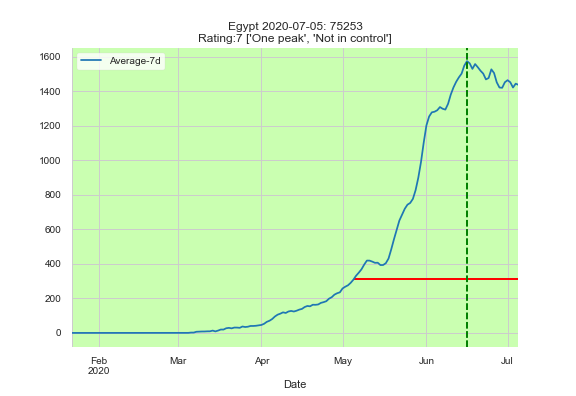 Egypt 2020-07-05: 75253
Rating:7 ['One peak', 'Not in control']
Average-7d
1600
1400
1200
1000
800
600
400
200
0
Feb
2020
Mar
Apr
May
Jun
Jul
Date